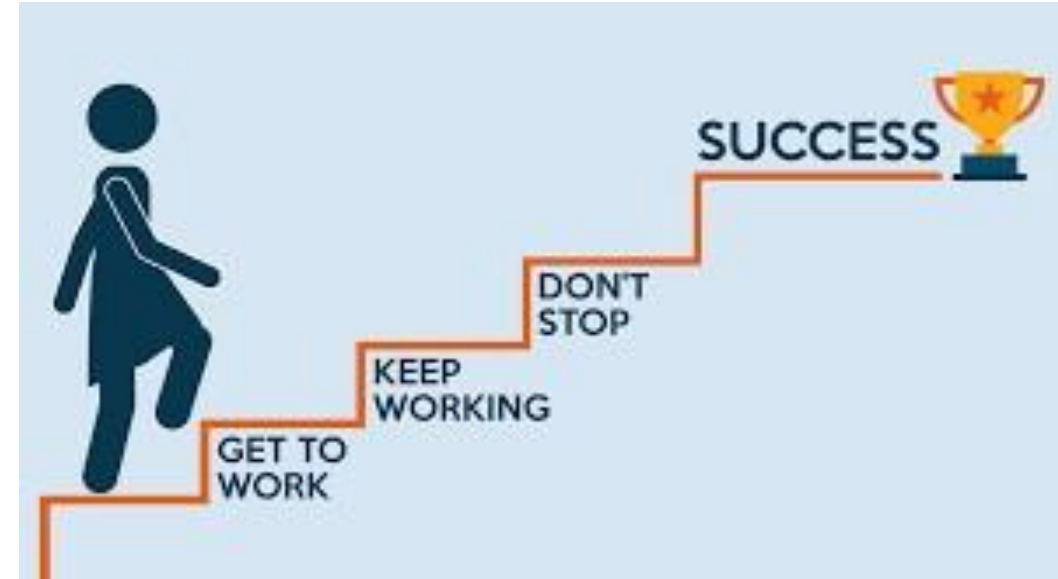 SUCCESS
DON'T
STOP
KEEP
WORKING
GET TO
WORK